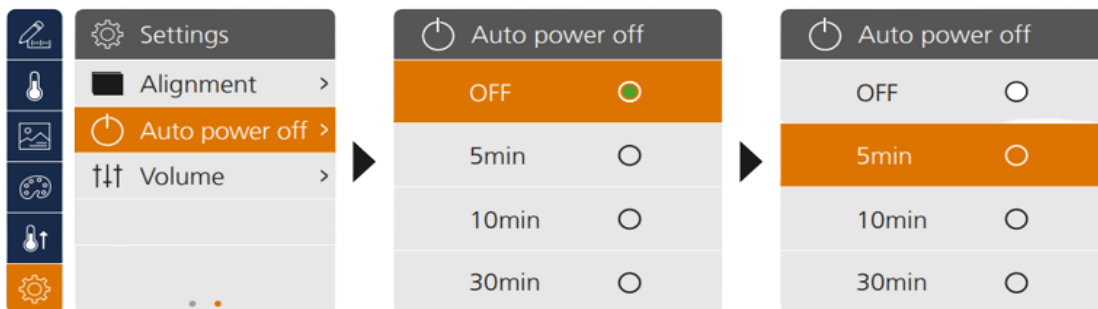 Settings
Alignment >
Auto power off >
Volume >
Auto power off
OFF
5min
10min
30min
Auto power off
OFF
5min
10min
30min